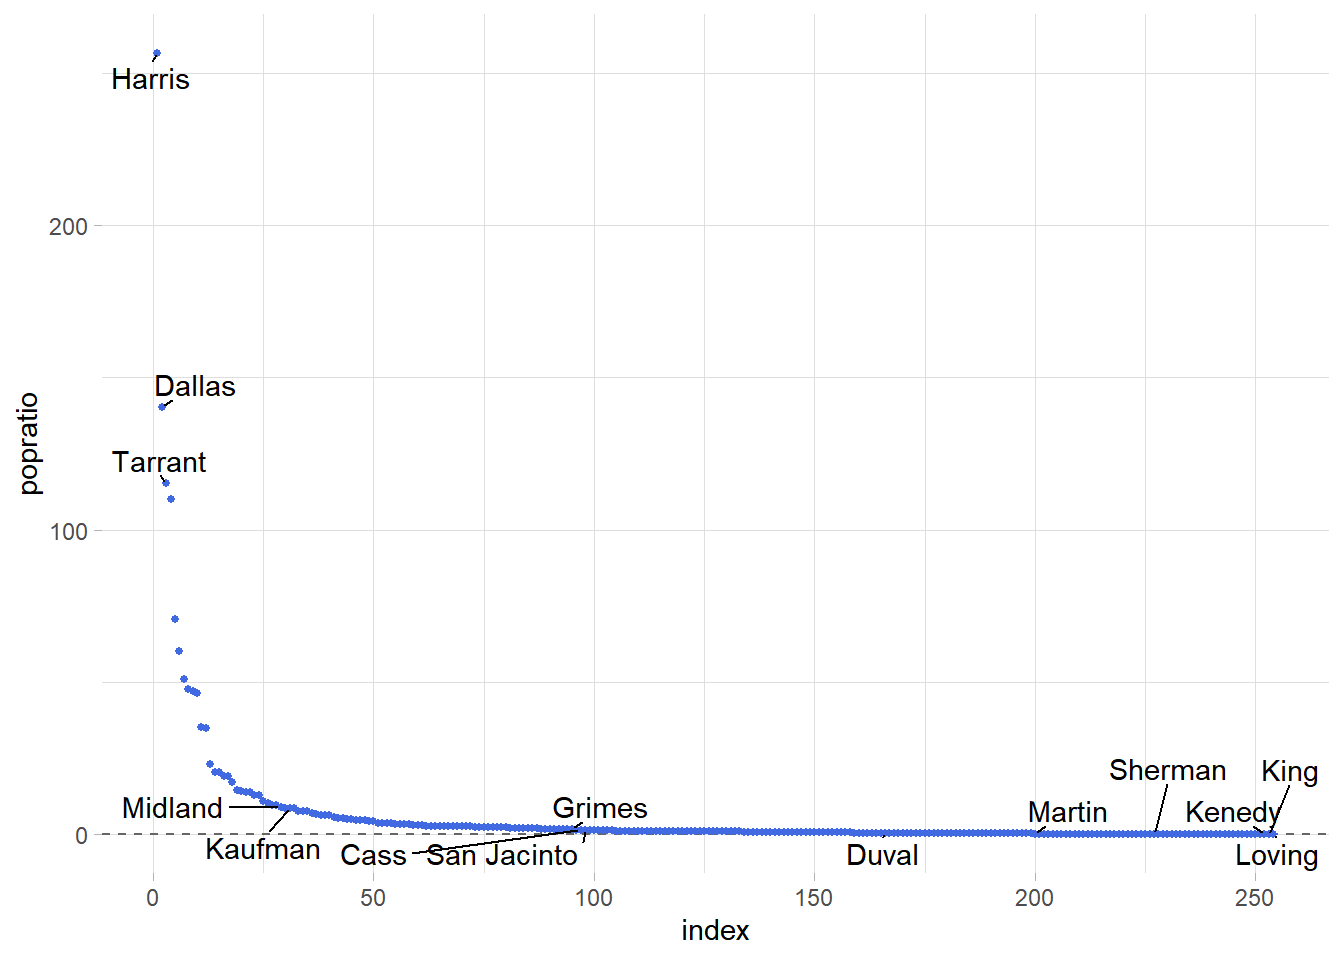 Harris
Dallas
Tarrant
Midland
Kaufman
Cass
San Jacinto
Grimes
Duval
Martin
Sherman
Kenedy
King
Loving
popratio
200
100
0
0 50 100 150 200 250
index